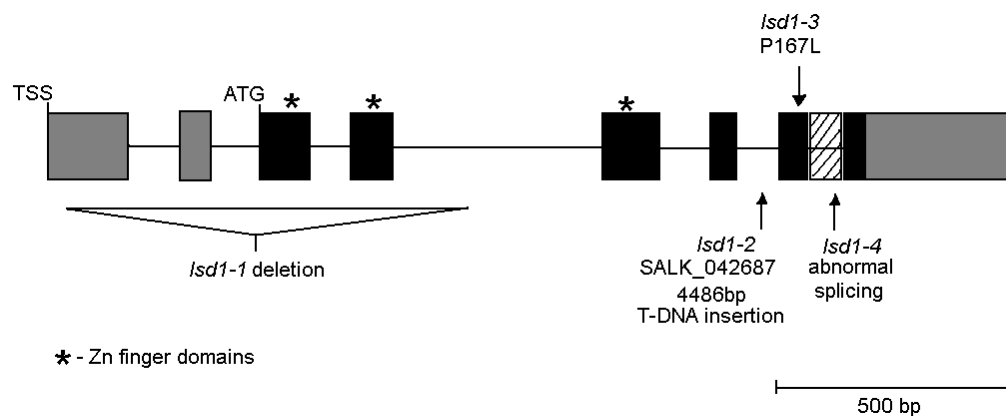 lsd1-3
P167L
TSS
ATG
*
*
*
lsd1-2
SALK_042687
4486bp
T-DNA insertion
lsd1-4
abnormal
splicing
lsd1-1 deletion
* - Zn finger domains
500 bp